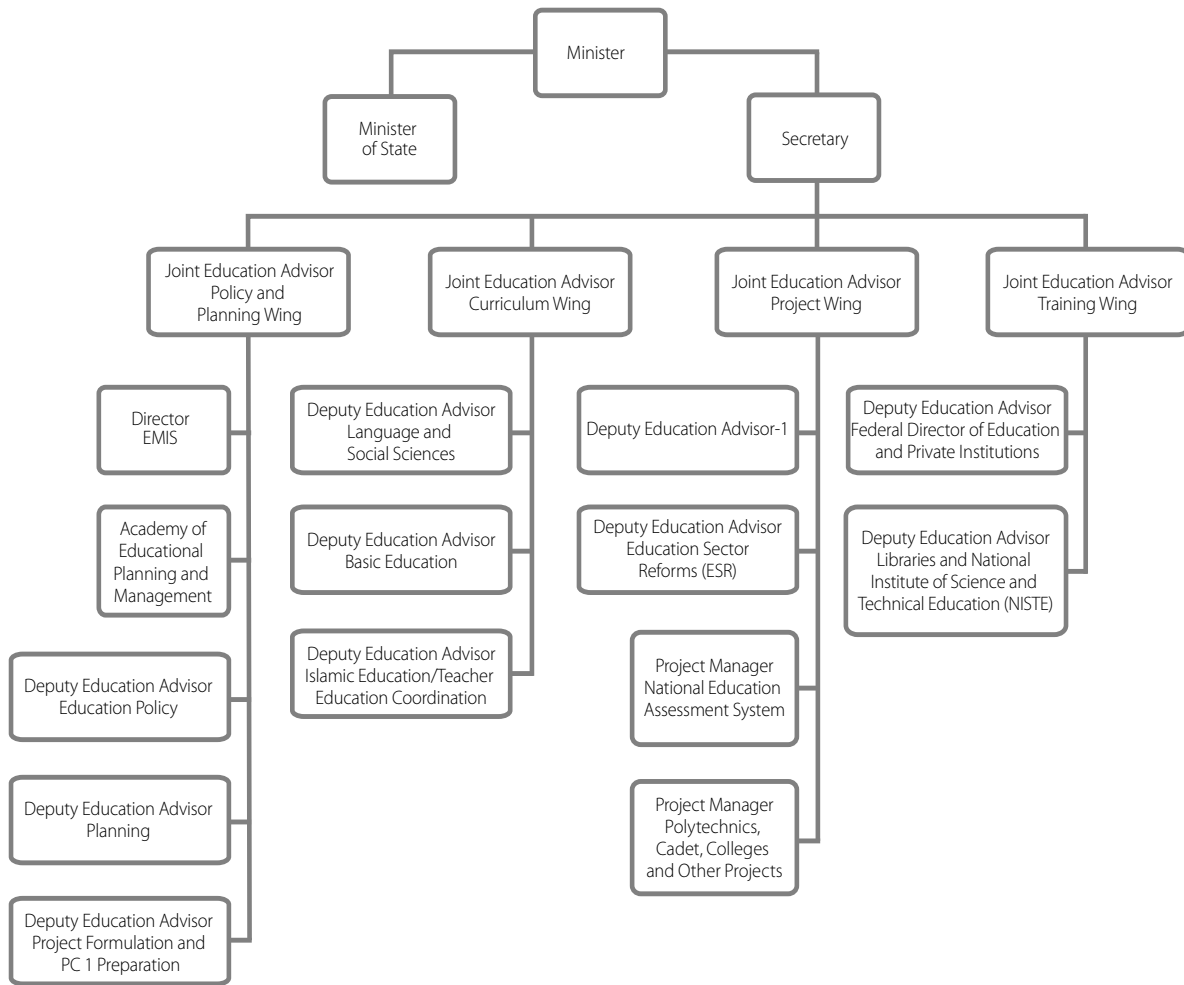 Minister
Minister
of State
Secretary
Joint Education Advisor
Policy and
Planning Wing
Joint Education Advisor
Curriculum Wing
Joint Education Advisor
Project Wing
Joint Education Advisor
Training Wing
Director
EMIS
Academy of
Educational
Planning and
Management
Deputy Education Advisor
Education Policy
Deputy Education Advisor
Planning
Deputy Education Advisor
Project Formulation and
PC 1 Preparation
Deputy Education Advisor
Language and
Social Sciences
Deputy Education Advisor
Basic Education
Deputy Education Advisor
Islamic Education/Teacher
Education Coordination
Deputy Education Advisor-1
Deputy Education Advisor
Education Sector
Reforms (ESR)
Project Manager
National Education
Assessment System
Project Manager
Polytechnics,
Cadet, Colleges
and Other Projects
Deputy Education Advisor
Federal Director of Education
and Private Institutions
Deputy Education Advisor
Libraries and National
Institute of Science and
Technical Education (NISTE)